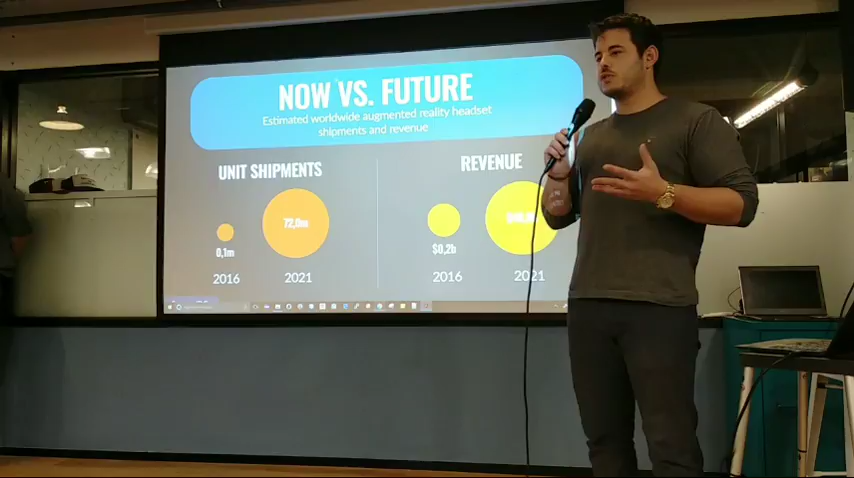 NOW VS. FUTURE
Estimated worldwide augmented reality headset
shipments and revenue
UNIT SHIPMENTS
REVENUE
72,0m
0,1m
$0,2b
2016
2021
2016
2021